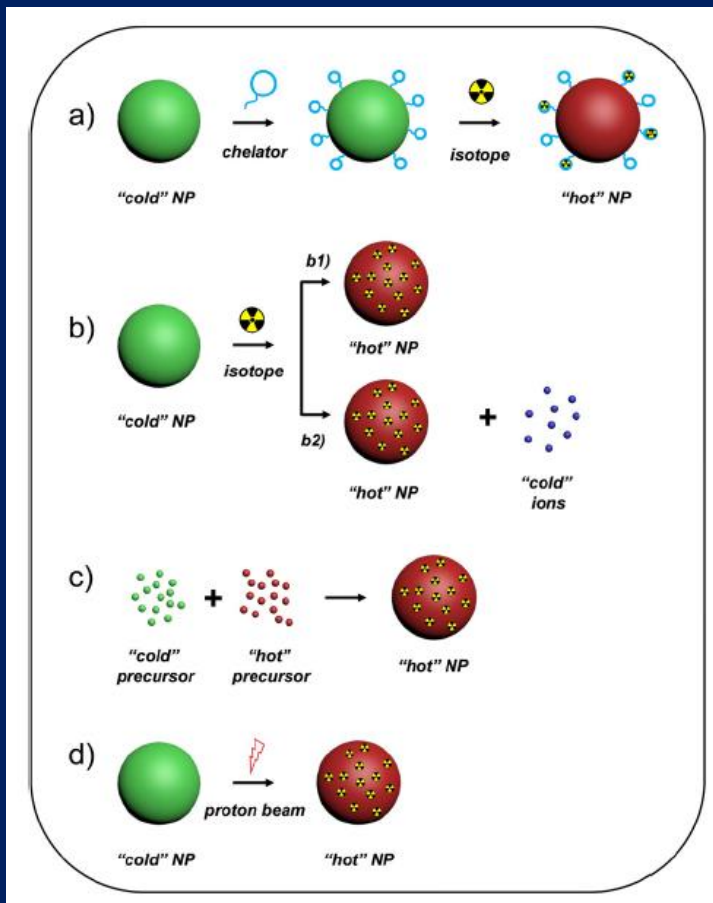 a)
chelator
isotope
"cold" NP
"hot" NP
b)
isotope
"cold" NP
b1)
"hot" NP
b2)
"hot" NP
+
"cold"
ions
c)
+
"cold"
precursor
"hot"
precursor
"hot" NP
d)
proton beam
"cold" NP
"hot" NP